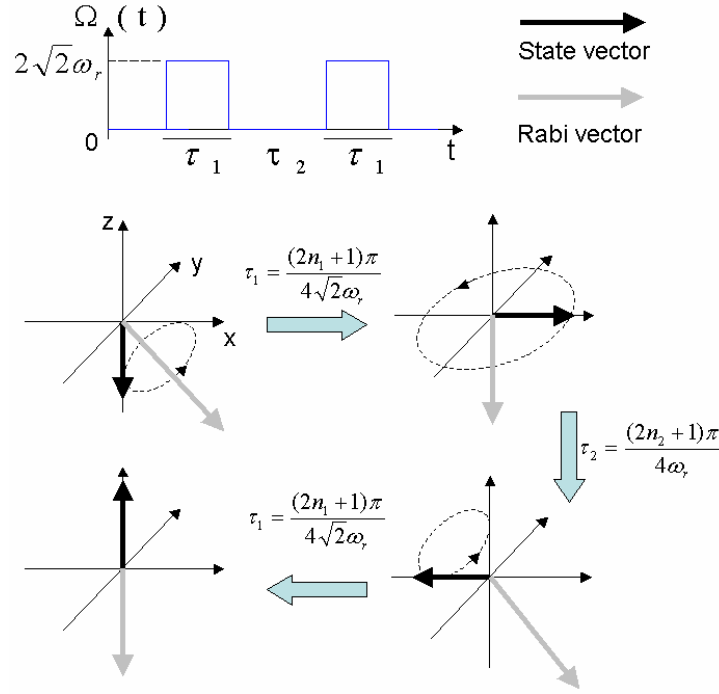 Ω (t)
2√2ω_r
0
τ 1 τ 2 τ 1 t
State vector
Rabi vector
z
y
x
τ_1 = (2n_1+1)π / 4√2ω_r
τ_2 = (2n_2+1)π / 4ω_r
τ_1 = (2n_1+1)π / 4√2ω_r